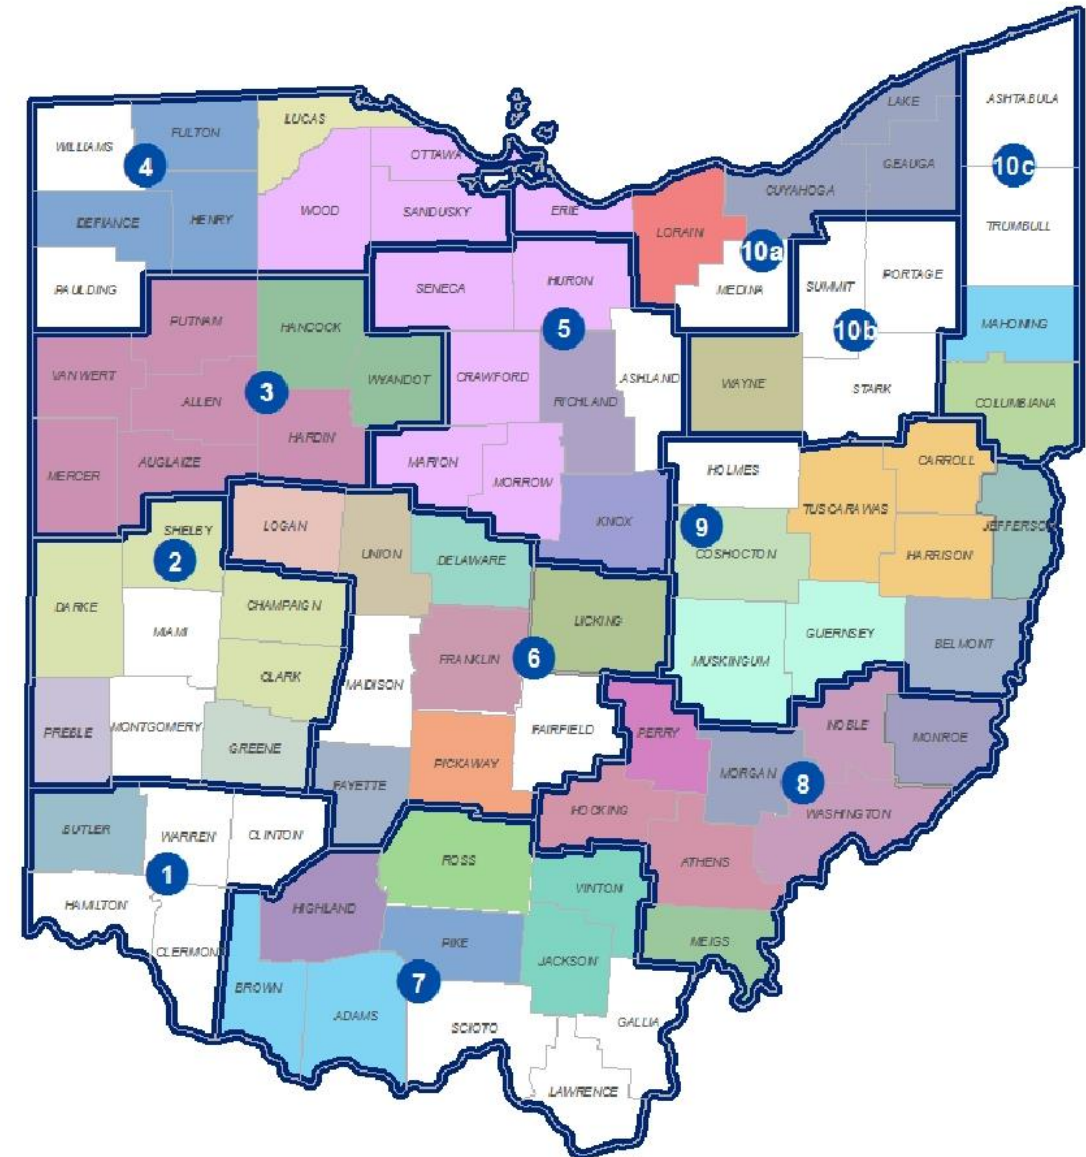 LAKE
ASHTABULA
LUCAS
FULTON
WILLIAMS
4
OTTAWA
GEAUGA
10c
CUYAHOGA
WOOD
SANDUSKY
ERIE
DEFIANCE
HENRY
LORAIN
10a
TRUMBULL
PORTAGE
SUMMIT
MEDINA
PAULDING
SENECA
HURON
PUTNAM
HANCOCK
5
10b
MAHONING
VAN WERT
WYANDOT
CRAWFORD
ASHLAND
WAYNE
STARK
3
ALLEN
RICHLAND
COLUMBIANA
HARDIN
MARION
MERCER
AUGLAIZE
MORROW
HOLMES
CARROLL
TUSCARAWAS
KNOX
9
LOGAN
SHELBY
UNION
JEFFERSON
2
DELAWARE
COSHOCTON
HARRISON
DARKE
CHAMPAIGN
MIAMI
LICKING
GUERNSEY
BELMONT
FRANKLIN
6
MUSKINGUM
CLARK
MADISON
PREBLE
MONTGOMERY
GREENE
FAIRFIELD
PERRY
NOBLE
MONROE
PICKAWAY
MORGAN
8
FAYETTE
HOCKING
WASHINGTON
BUTLER
WARREN
CLINTON
ROSS
ATHENS
1
HAMILTON
HIGHLAND
VINTON
CLERMONT
PIKE
MEIGS
JACKSON
BROWN
7
ADAMS
SCIOTO
GALLIA
LAWRENCE